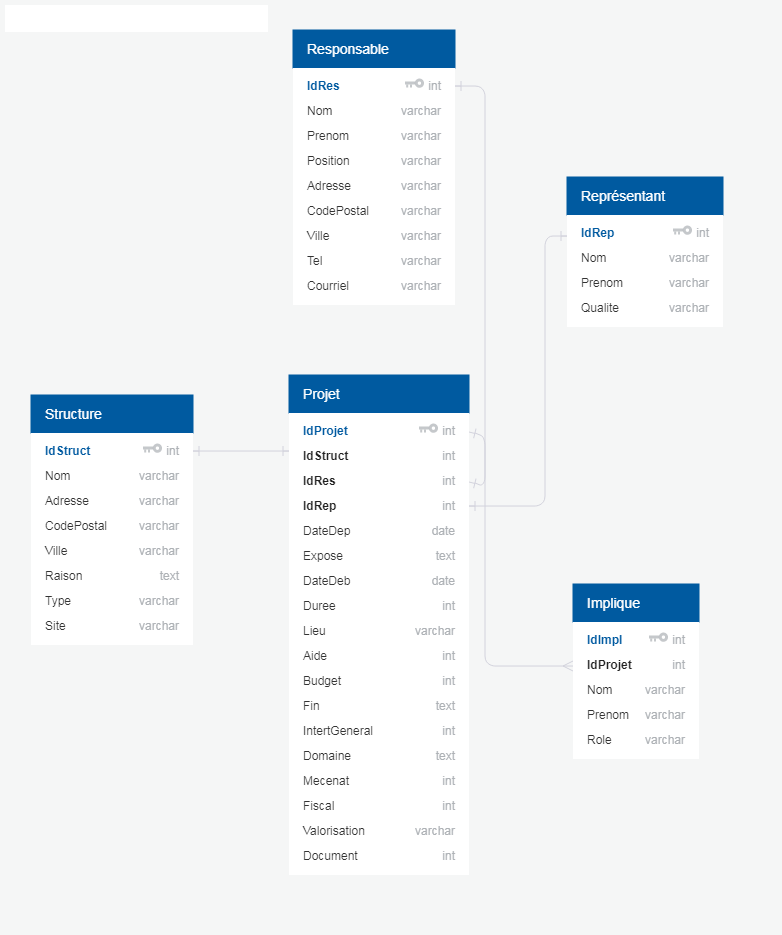 Responsable
IdRes int
Nom varchar
Prenom varchar
Position varchar
Adresse varchar
CodePostal varchar
Ville varchar
Tel varchar
Courriel varchar
Représentant
IdRep int
Nom varchar
Prenom varchar
Qualite varchar
Structure
IdStruct int
Nom varchar
Adresse varchar
CodePostal varchar
Ville varchar
Raison text
Type varchar
Site varchar
Projet
IdProjet int
IdStruct int
IdRes int
IdRep int
DateDep date
Expose text
DateDeb date
Duree int
Lieu varchar
Aide int
Budget int
Fin text
IntertGeneral int
Domaine text
Mecenat int
Fiscal int
Valorisation varchar
Document int
Implique
IdImpl int
IdProjet int
Nom varchar
Prenom varchar
Role varchar